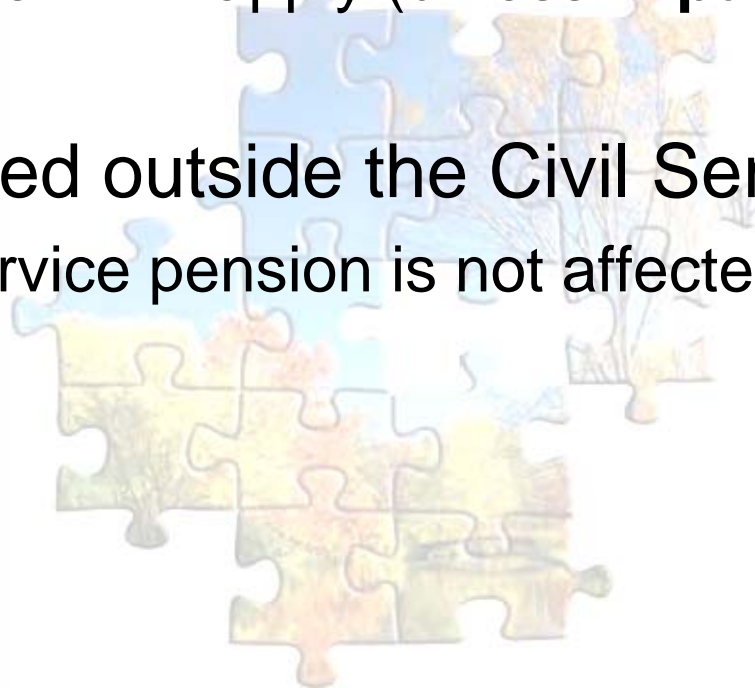 ed outside the Civil Ser
rvice pension is not affecte